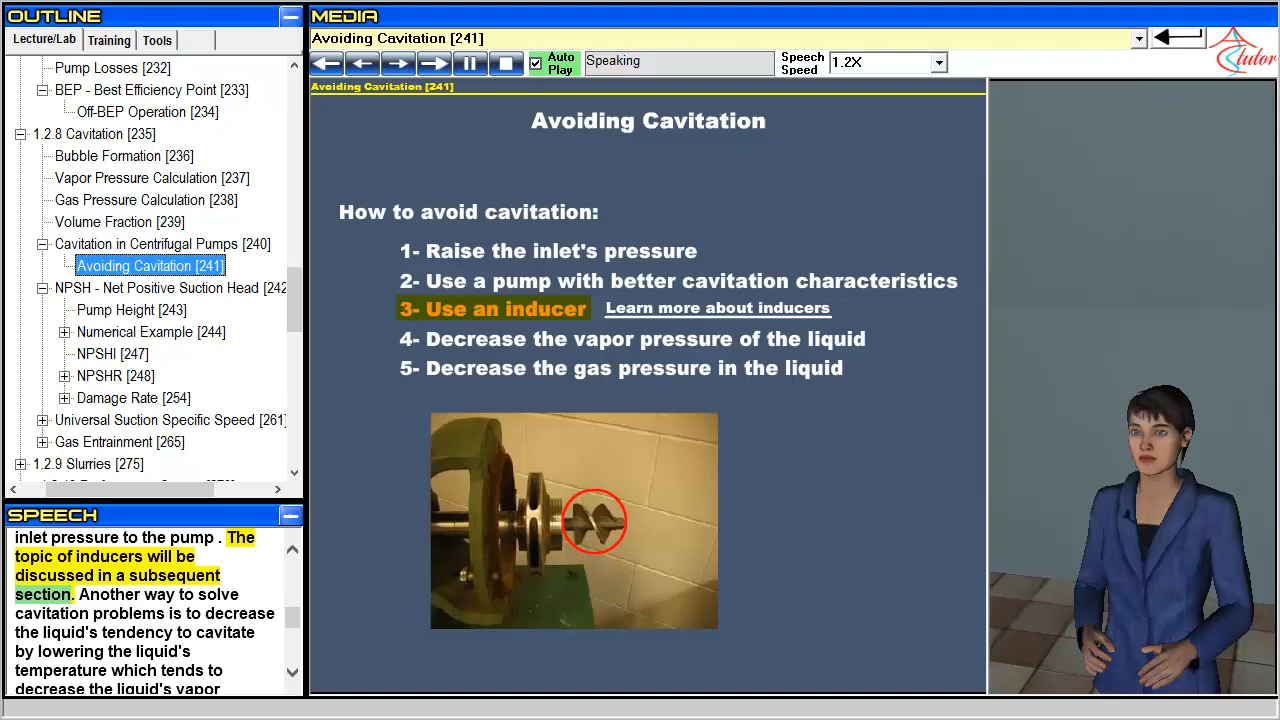 OUTLINE
Lecture/Lab
Training
Tools
Pump Losses [232]
BEP - Best Efficiency Point [233]
Off-BEP Operation [234]
1.2.8 Cavitation [235]
Bubble Formation [236]
Vapor Pressure Calculation [237]
Gas Pressure Calculation [238]
Volume Fraction [239]
Cavitation in Centrifugal Pumps [240]
Avoiding Cavitation [241]
NPSH - Net Positive Suction Head [242
Pump Height [243]
Numerical Example [244]
NPSHI [247]
NPSHR [248]
Damage Rate [254]
Universal Suction Specific Speed [261]
Gas Entrainment [265]
1.2.9 Slurries [275]
SPEECH
inlet pressure to the pump . The
topic of inducers will be
discussed in a subsequent
section. Another way to solve
cavitation problems is to decrease
the liquid's tendency to cavitate
by lowering the liquid's
temperature which tends to
decrease the liquid's vapor
MEDIA
Avoiding Cavitation [241]
Auto
Play
Speaking
Speech
Speed
1.2X
tutor
Avoiding Cavitation [241]
Avoiding Cavitation
How to avoid cavitation:
1- Raise the inlet's pressure
2- Use a pump with better cavitation characteristics
3- Use an inducer Learn more about inducers
4- Decrease the vapor pressure of the liquid
5- Decrease the gas pressure in the liquid